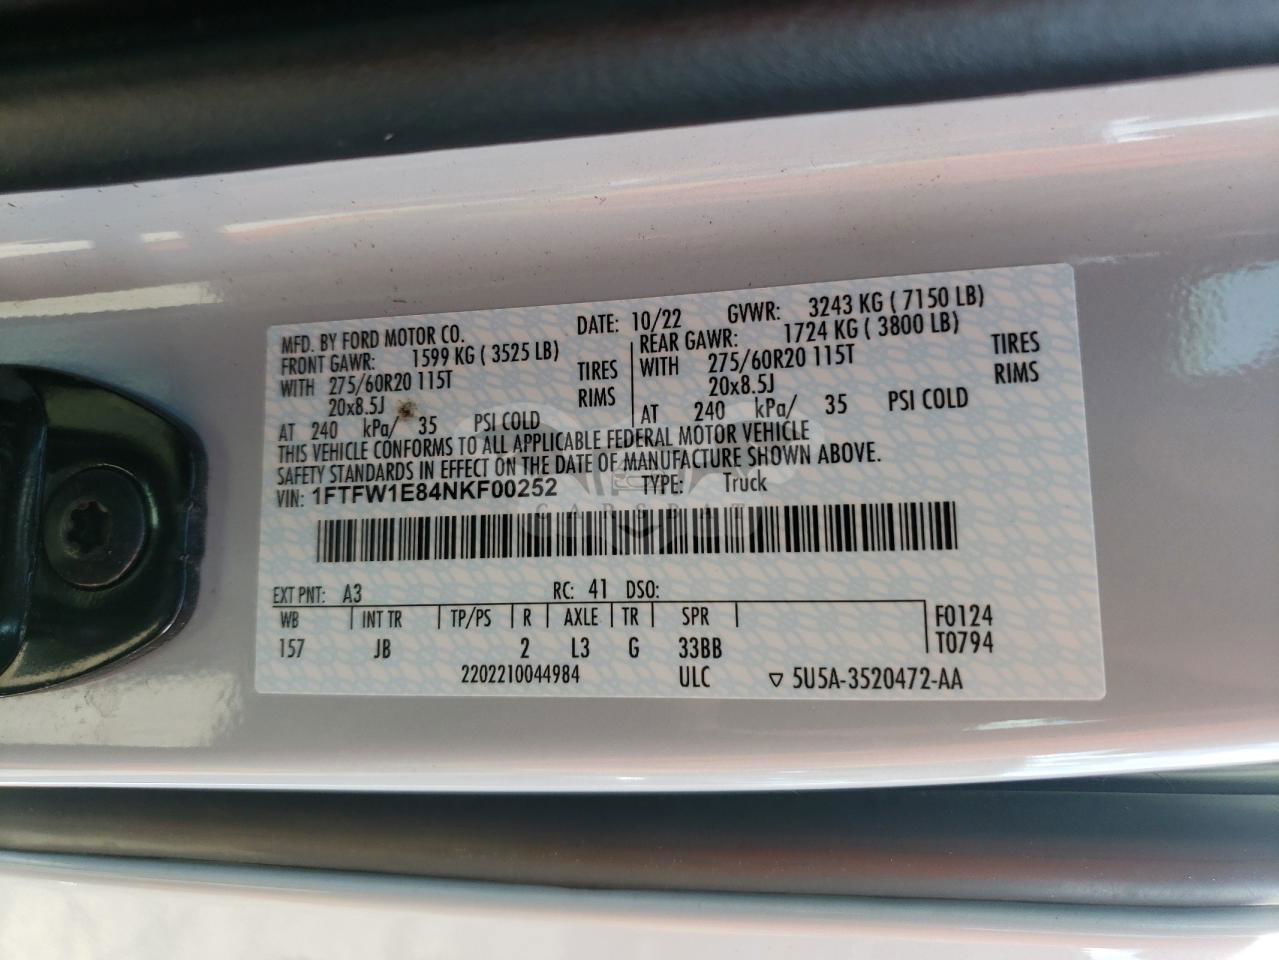 MFD. BY FORD MOTOR CO. DATE: 10/22 GVWR: 3243 KG ( 7150 LB)
FRONT GAWR: 1599 KG ( 3525 LB) REAR GAWR: 1724 KG ( 3800 LB)
WITH 275/60R20 115T TIRES WITH 275/60R20 115T TIRES
20x8.5J RIMS 20x8.5J RIMS
AT 240 kPa/ 35 PSI COLD AT 240 kPa/ 35 PSI COLD
THIS VEHICLE CONFORMS TO ALL APPLICABLE FEDERAL MOTOR VEHICLE
SAFETY STANDARDS IN EFFECT ON THE DATE OF MANUFACTURE SHOWN ABOVE.
VIN: 1FTFW1E84NKF00252 TYPE: Truck
EXT PNT: A3 RC: 41 DSO:
WB INT TR TP/PS R AXLE TR SPR F0124
157 JB 2 L3 G 33BB T0794
2202210044984 ULC ▽ 5U5A-3520472-AA